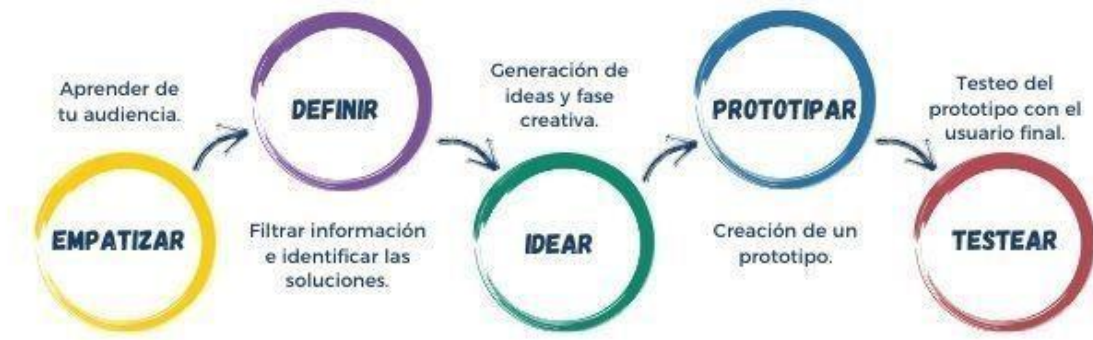 Aprender de
tu audiencia.
EMPATIZAR
DEFINIR
Filtrar información
e identificar las
soluciones.
Generación de
ideas y fase
creativa.
IDEAR
PROTOTIPAR
Creación de un
prototipo.
Testeo del
prototipo con el
usuario final.
TESTEAR